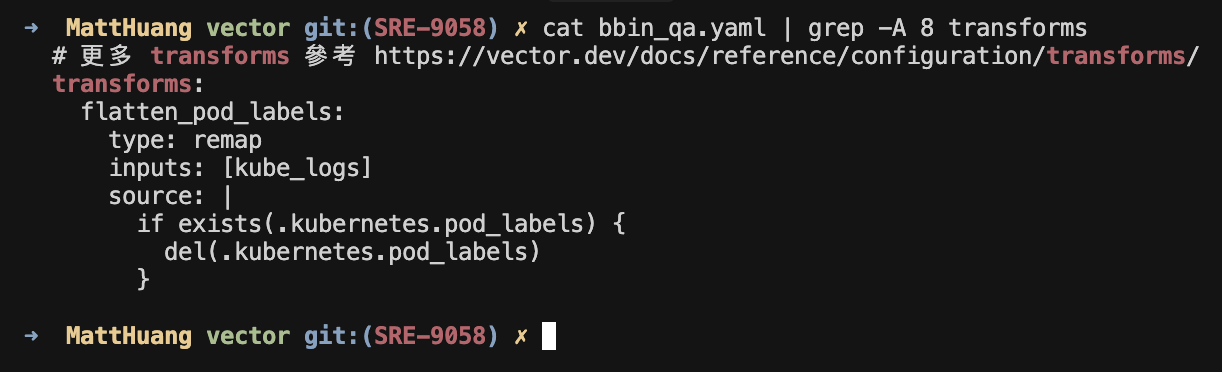 ➜  MattHuang vector git:(SRE-9058) ✗ cat bbin_qa.yaml | grep -A 8 transforms
  # 更多 transforms 參考 https://vector.dev/docs/reference/configuration/transforms/
  transforms:
    flatten_pod_labels:
      type: remap
      inputs: [kube_logs]
      source: |
        if exists(.kubernetes.pod_labels) {
          del(.kubernetes.pod_labels)
        }
➜  MattHuang vector git:(SRE-9058) ✗